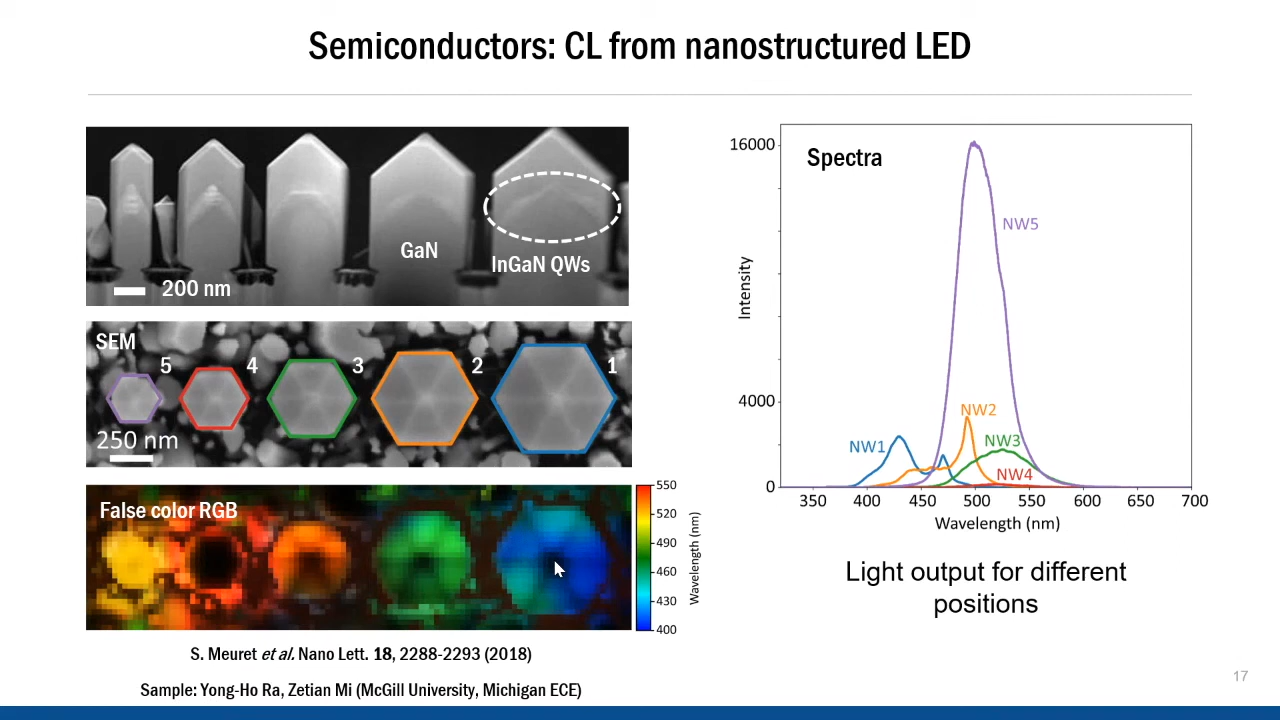 Semiconductors: CL from nanostructured LED
GaN
InGaN QWs
200 nm
SEM
5
4
3
2
1
250 nm
False color RGB
550
520
490
460
430
400
Wavelength (nm)
S. Meuret et al. Nano Lett. 18, 2288-2293 (2018)
Sample: Yong-Ho Ra, Zetian Mi (McGill University, Michigan ECE)
16000
Spectra
NW5
Intensity
4000
NW2
NW1
NW3
NW4
0
350 400 450 500 550 600 650 700
Wavelength (nm)
Light output for different
positions
17